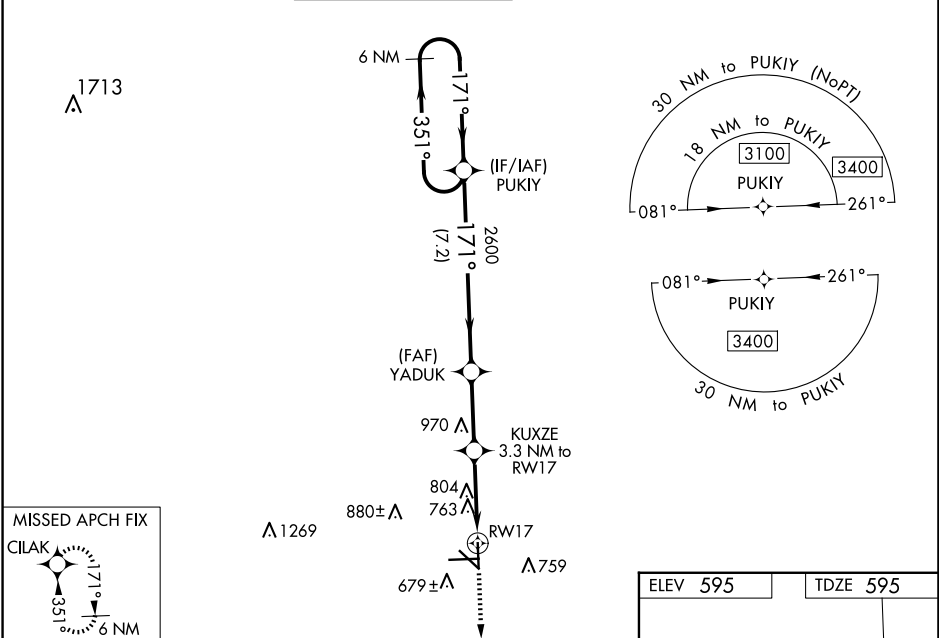 1713
6 NM
171°
351°
(IF/IAF)
PUKIY
2600
171°
(7.2)
(FAF)
YADUK
970
KUXZE
3.3 NM to
RW17
804
763
880±
1269
RW17
759
679±
30 NM to PUKIY (NoPT)
18 NM to PUKIY
3100
3400
PUKIY
081°
261°
081°
261°
PUKIY
3400
30 NM to PUKIY
MISSED APCH FIX
CILAK
171°
351°
6 NM
ELEV 595
TDZE 595